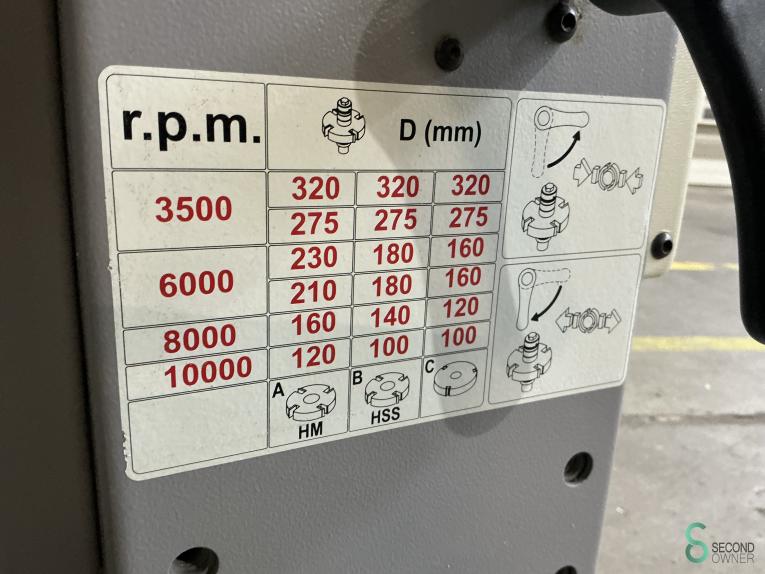 r.p.m. D (mm)
3500 320 320 320
275 275 275
6000 230 180 160
210 180 160
8000 160 140 120
10000 120 100 100
A B C
HM HSS
SECOND
OWNER